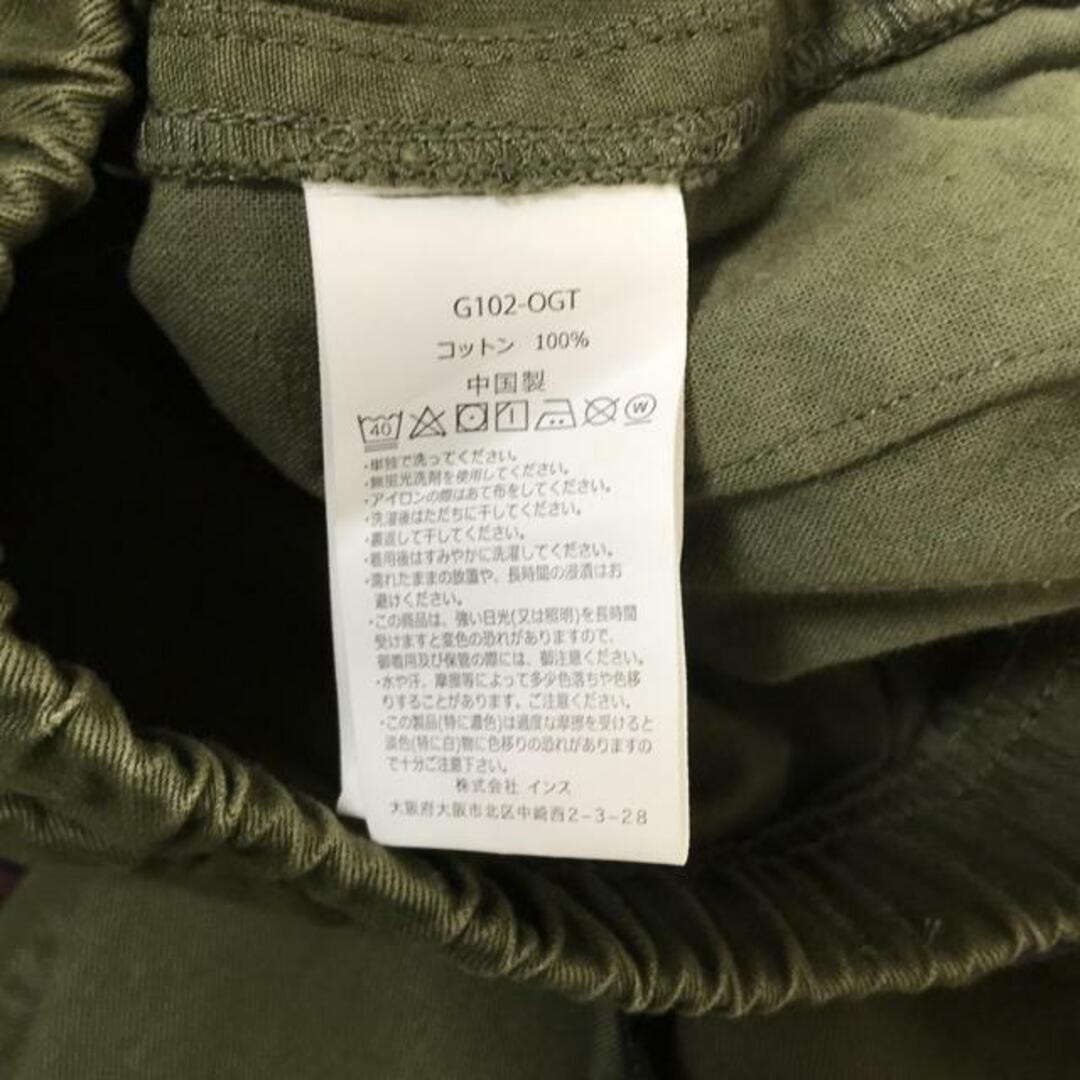 G102-OGT
コットン 100%
中国製
40 W
・単独で洗ってください。
・無蛍光洗剤を使用してください。
・アイロンの際はあて布をしてください。
・洗濯後はただちに干してください。
・裏返して干してください。
・着用後はすみやかに洗濯してください。
・濡れたままの放置や、長時間の浸漬はお
避けください。
・この商品は、強い日光(又は照明)を長時間
受けますと変色の恐れがありますので、
御着用及び保管の際には、御注意ください。
・水や汗、摩擦等によって多少色落ちや色移
りすることがあります。ご注意ください。
・この製品(特に濃色)は過度な摩擦を受けると
淡色(特に白)物に色移りの恐れがありますの
で十分ご注意下さい。
株式会社 インス
大阪府大阪市北区中崎西2-3-28